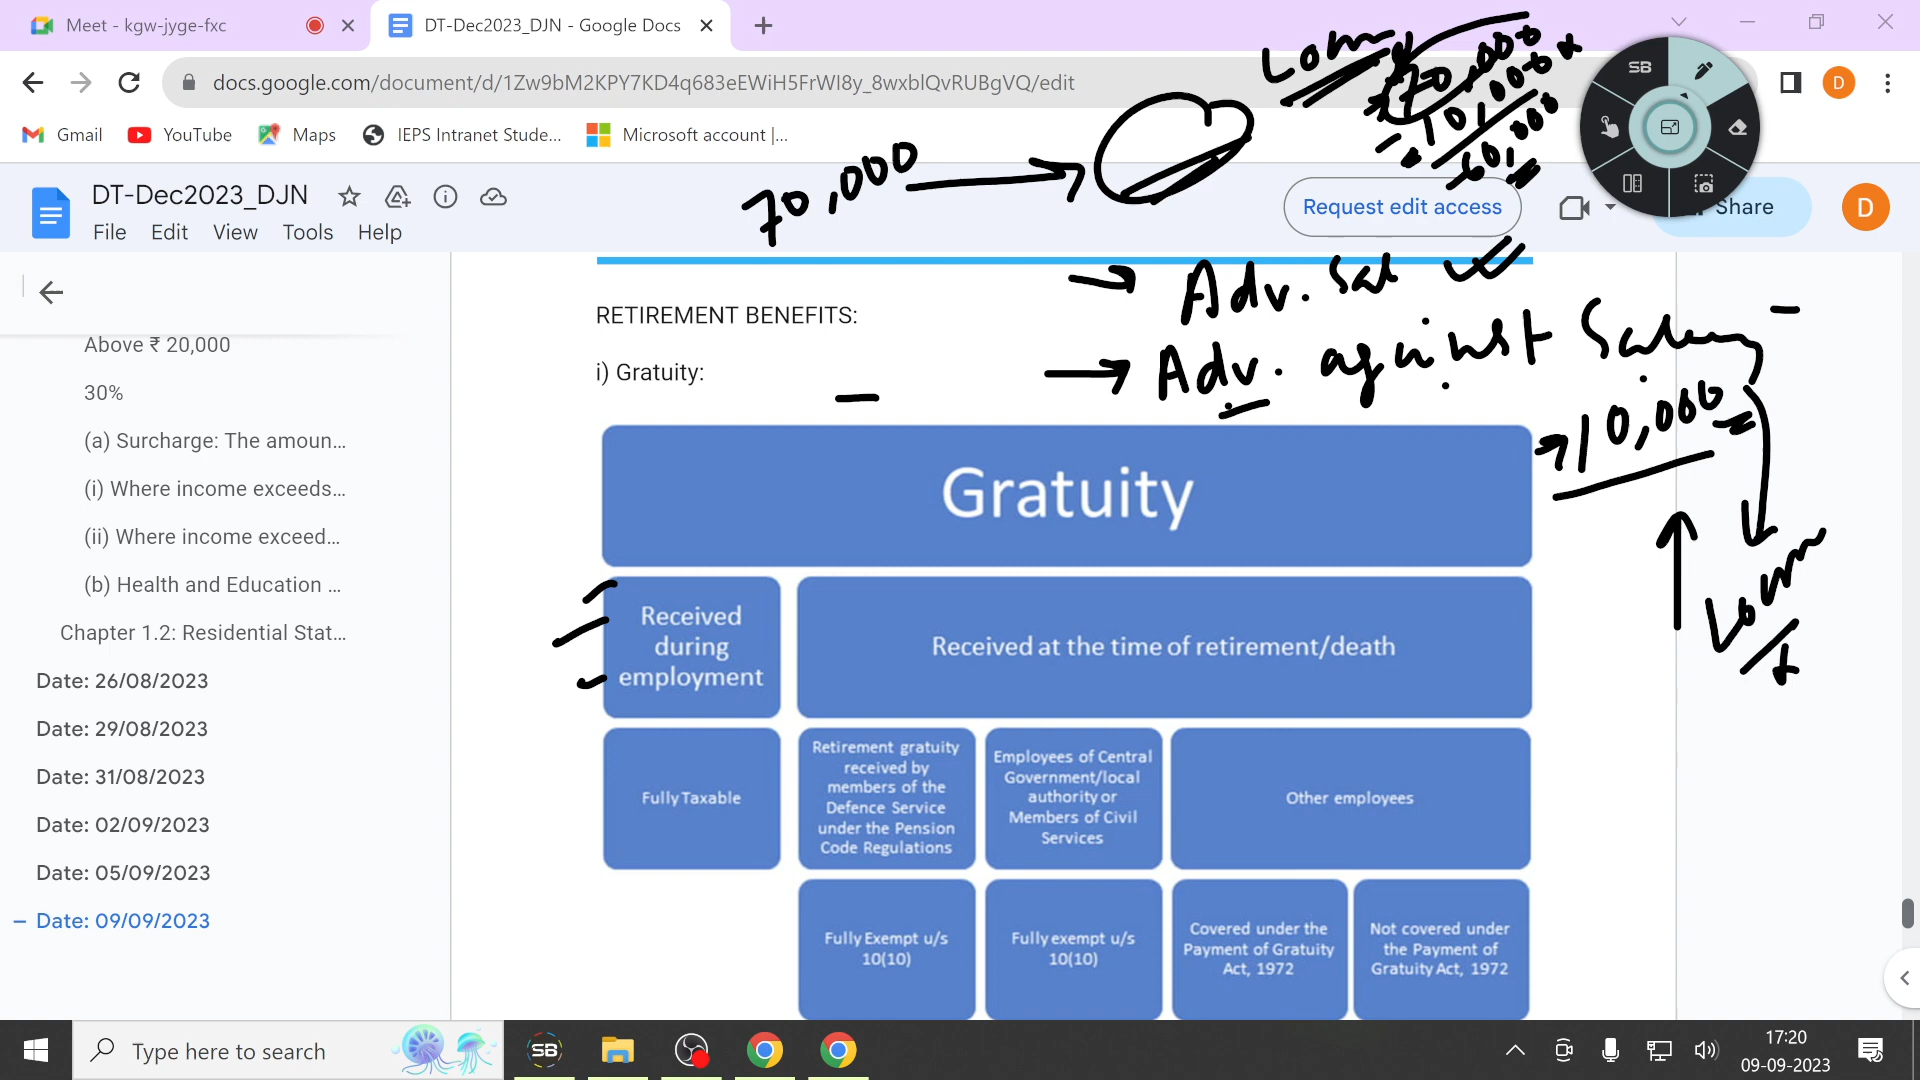 Meet - kgw-jyge-fxc
DT-Dec2023_DJN - Google Docs
docs.google.com/document/d/1Zw9bM2KPY7KD4q683eEWiH5FrWI8y_8wxblQvRUBgVQ/edit
D
Gmail
YouTube
Maps
IEPS Intranet Stude...
Microsoft account |...
DT-Dec2023_DJN
File Edit View Tools Help
Request edit access
Share
D
SB
Loan
70,000
10,000
60,000
70,000
Adv. Sal
Adv. against Salary
10,000
Loan
Above ₹ 20,000
30%
(a) Surcharge: The amoun...
(i) Where income exceeds...
(ii) Where income exceed...
(b) Health and Education ...
Chapter 1.2: Residential Stat...
Date: 26/08/2023
Date: 29/08/2023
Date: 31/08/2023
Date: 02/09/2023
Date: 05/09/2023
Date: 09/09/2023
RETIREMENT BENEFITS:
i) Gratuity:
Gratuity
Received
during
employment
Received at the time of retirement/death
Fully Taxable
Retirement gratuity
received by
members of the
Defence Service
under the Pension
Code Regulations
Employees of Central
Government/local
authority or
Members of Civil
Services
Other employees
Fully Exempt u/s
10(10)
Fully exempt u/s
10(10)
Covered under the
Payment of Gratuity
Act, 1972
Not covered under
the Payment of
Gratuity Act, 1972
Type here to search
SB
17:20
09-09-2023